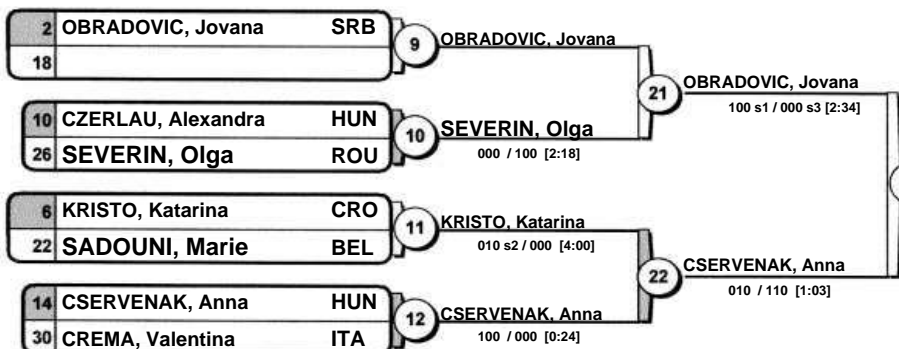 2 OBRADOVIC, Jovana SRB
18
9
OBRADOVIC, Jovana
10 CZERLAU, Alexandra HUN
26 SEVERIN, Olga ROU
10
SEVERIN, Olga
000 / 100 [2:18]
21
OBRADOVIC, Jovana
100 s1 / 000 s3 [2:34]
6 KRISTO, Katarina CRO
22 SADOUNI, Marie BEL
11
KRISTO, Katarina
010 s2 / 000 [4:00]
14 CSERVENAK, Anna HUN
30 CREMA, Valentina ITA
12
CSERVENAK, Anna
100 / 000 [0:24]
22
CSERVENAK, Anna
010 / 110 [1:03]